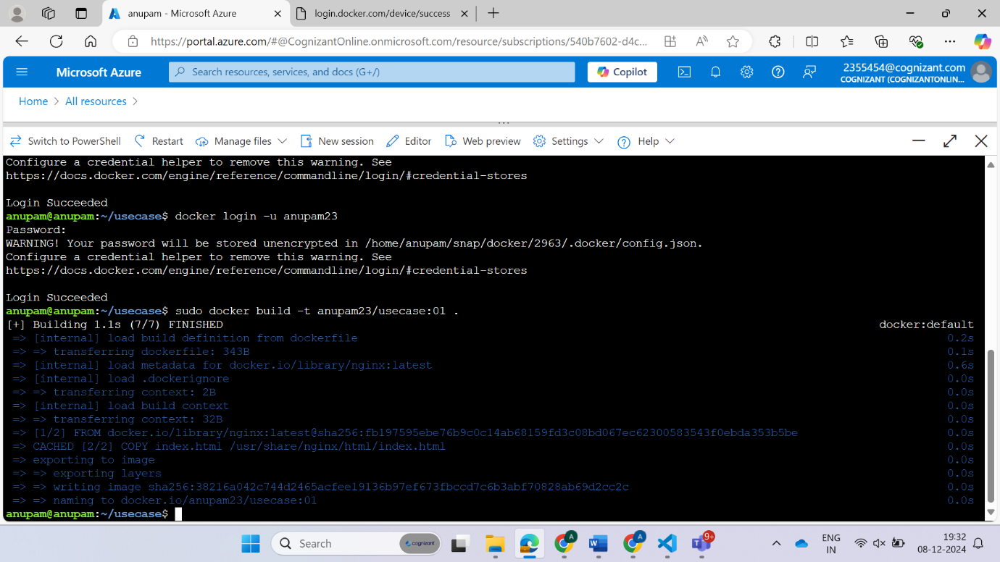 anupam - Microsoft Azure
login.docker.com/device/success
https://portal.azure.com/#@CognizantOnline.onmicrosoft.com/resource/subscriptions/540b7602-d4c...
Microsoft Azure
Search resources, services, and docs (G+/)
Copilot
2355454@cognizant.com
COGNIZANT (COGNIZANTONLIN...
Home > All resources >
Switch to PowerShell Restart Manage files New session Editor Web preview Settings Help
Configure a credential helper to remove this warning. See
https://docs.docker.com/engine/reference/commandline/login/#credential-stores
Login Succeeded
anupam@anupam:~/usecase$ docker login -u anupam23
Password:
WARNING! Your password will be stored unencrypted in /home/anupam/snap/docker/2963/.docker/config.json.
Configure a credential helper to remove this warning. See
https://docs.docker.com/engine/reference/commandline/login/#credential-stores
Login Succeeded
anupam@anupam:~/usecase$ sudo docker build -t anupam23/usecase:01 .
[+] Building 1.1s (7/7) FINISHED docker:default
=> [internal] load build definition from dockerfile 0.2s
=> => transferring dockerfile: 343B 0.1s
=> [internal] load metadata for docker.io/library/nginx:latest 0.6s
=> [internal] load .dockerignore 0.0s
=> => transferring context: 2B 0.0s
=> [internal] load build context 0.0s
=> => transferring context: 32B 0.0s
=> [1/2] FROM docker.io/library/nginx:latest@sha256:fb197595ebe76b9c0c14ab68159fd3c08bd067ec62300583543f0ebda353b5be 0.0s
=> CACHED [2/2] COPY index.html /usr/share/nginx/html/index.html 0.0s
=> exporting to image 0.0s
=> => exporting layers 0.0s
=> => writing image sha256:38216a042c744d2465acfee19136b97ef673fbccd7c6b3abf70828ab69d2cc2c 0.0s
=> => naming to docker.io/anupam23/usecase:01 0.0s
anupam@anupam:~/usecase$
Search
cognizant
A
A
9+
ENG
IN
19:32
08-12-2024